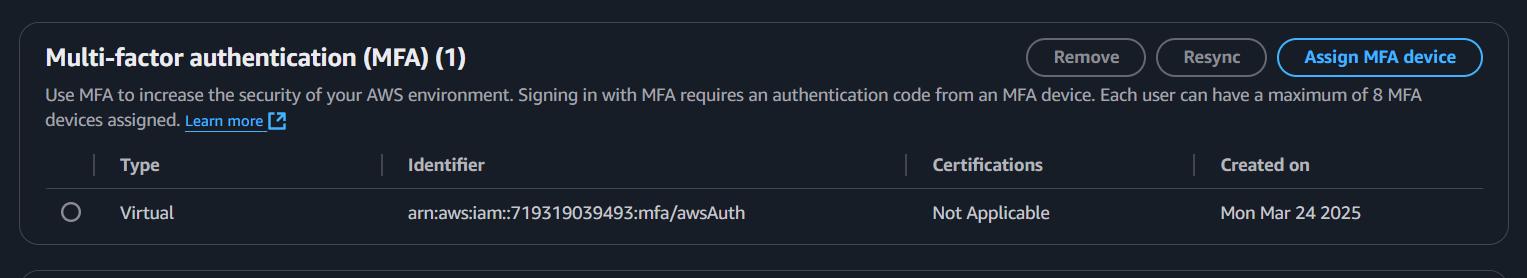 Multi-factor authentication (MFA) (1)
Remove
Resync
Assign MFA device
Use MFA to increase the security of your AWS environment. Signing in with MFA requires an authentication code from an MFA device. Each user can have a maximum of 8 MFA
devices assigned. Learn more
Type
Identifier
Certifications
Created on
Virtual
arn:aws:iam::719319039493:mfa/awsAuth
Not Applicable
Mon Mar 24 2025